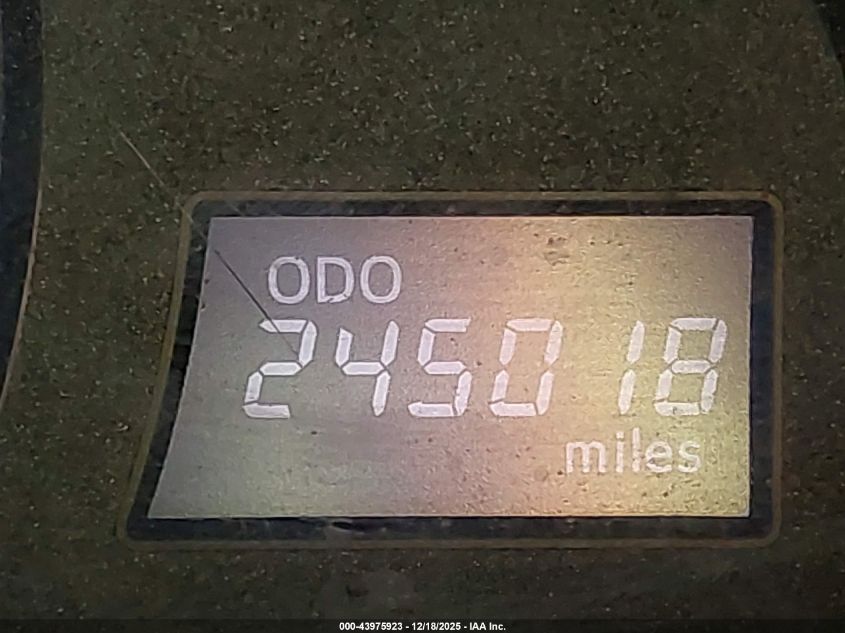 ODO
245018
miles
000-43975923 - 12/18/2025 - IAA Inc.